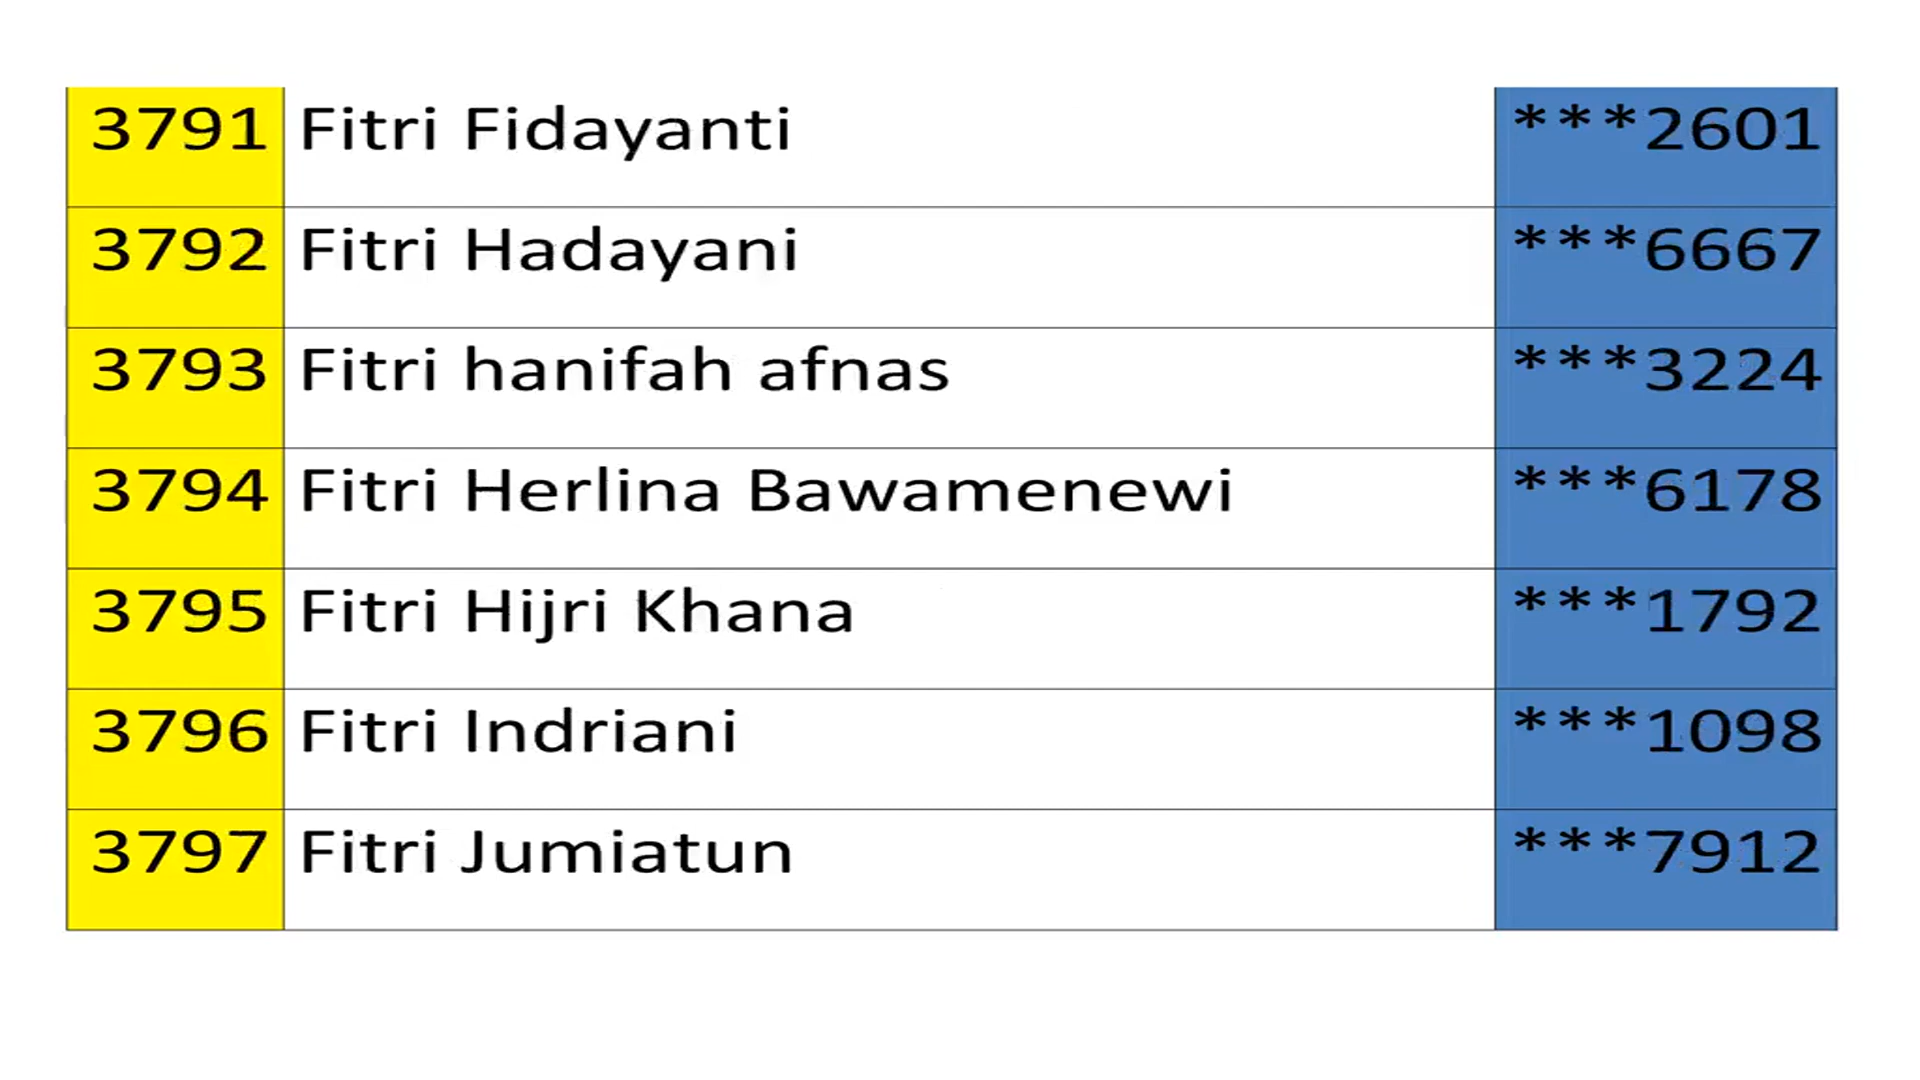 3791 Fitri Fidayanti ***2601
3792 Fitri Hadayani ***6667
3793 Fitri hanifah afnas ***3224
3794 Fitri Herlina Bawamenewi ***6178
3795 Fitri Hijri Khana ***1792
3796 Fitri Indriani ***1098
3797 Fitri Jumiatun ***7912